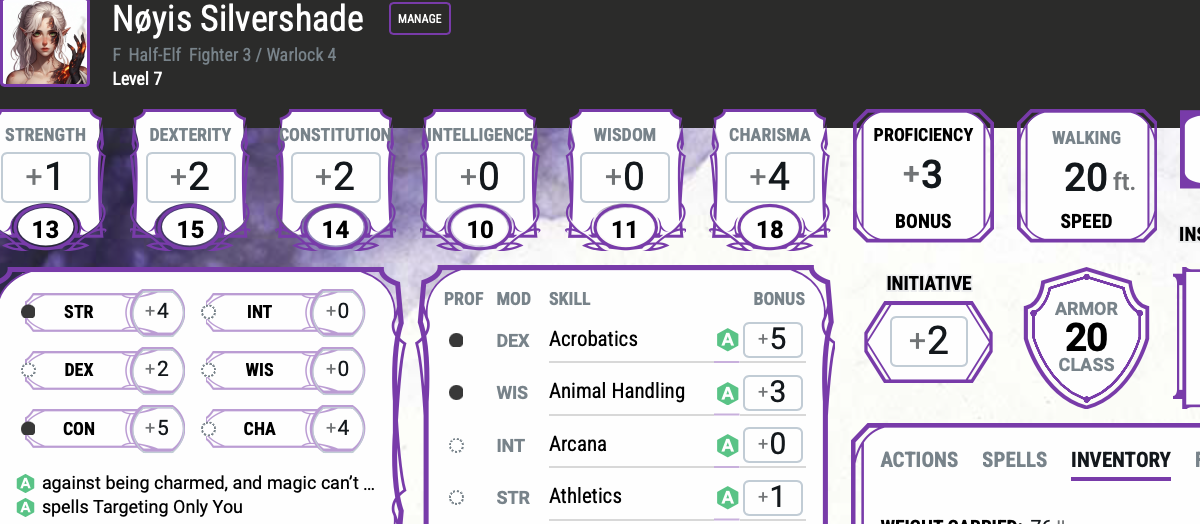 Nøyis Silvershade
MANAGE
F Half-Elf Fighter 3 / Warlock 4
Level 7
STRENGTH
+1
13
DEXTERITY
+2
15
CONSTITUTION
+2
14
INTELLIGENCE
+0
10
WISDOM
+0
11
CHARISMA
+4
18
PROFICIENCY
+3
BONUS
WALKING
20 ft.
SPEED
INS
STR +4
INT +0
DEX +2
WIS +0
CON +5
CHA +4
A against being charmed, and magic can't ...
A spells Targeting Only You
PROF MOD SKILL BONUS
DEX Acrobatics A +5
WIS Animal Handling A +3
INT Arcana A +0
STR Athletics A +1
INITIATIVE
+2
ARMOR
20
CLASS
ACTIONS SPELLS INVENTORY
WEIGHT CARRIED: